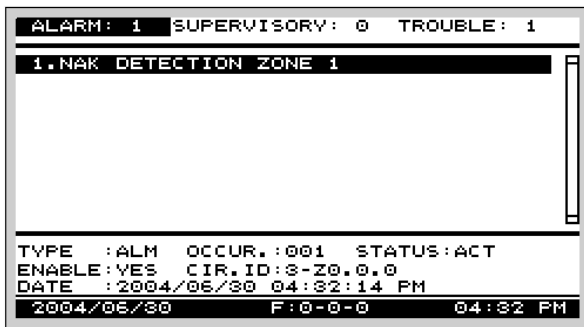 ALARM: 1 SUPERVISORY: 0 TROUBLE: 1
1.NAK DETECTION ZONE 1
TYPE :ALM OCCUR.:001 STATUS:ACT
ENABLE:YES CIR.ID:3-Z0.0.0
DATE :2004/06/30 04:32:14 PM
2004/06/30 F:0-0-0 04:32 PM